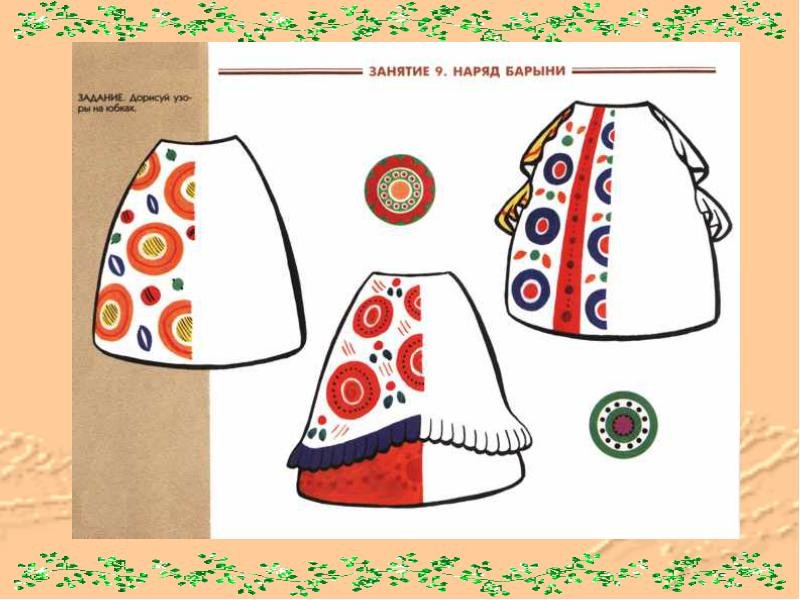 ЗАНЯТИЕ 9. НАРЯД БАРЫНИ
ЗАДАНИЕ. Дорисуй узо-
ры на юбках.